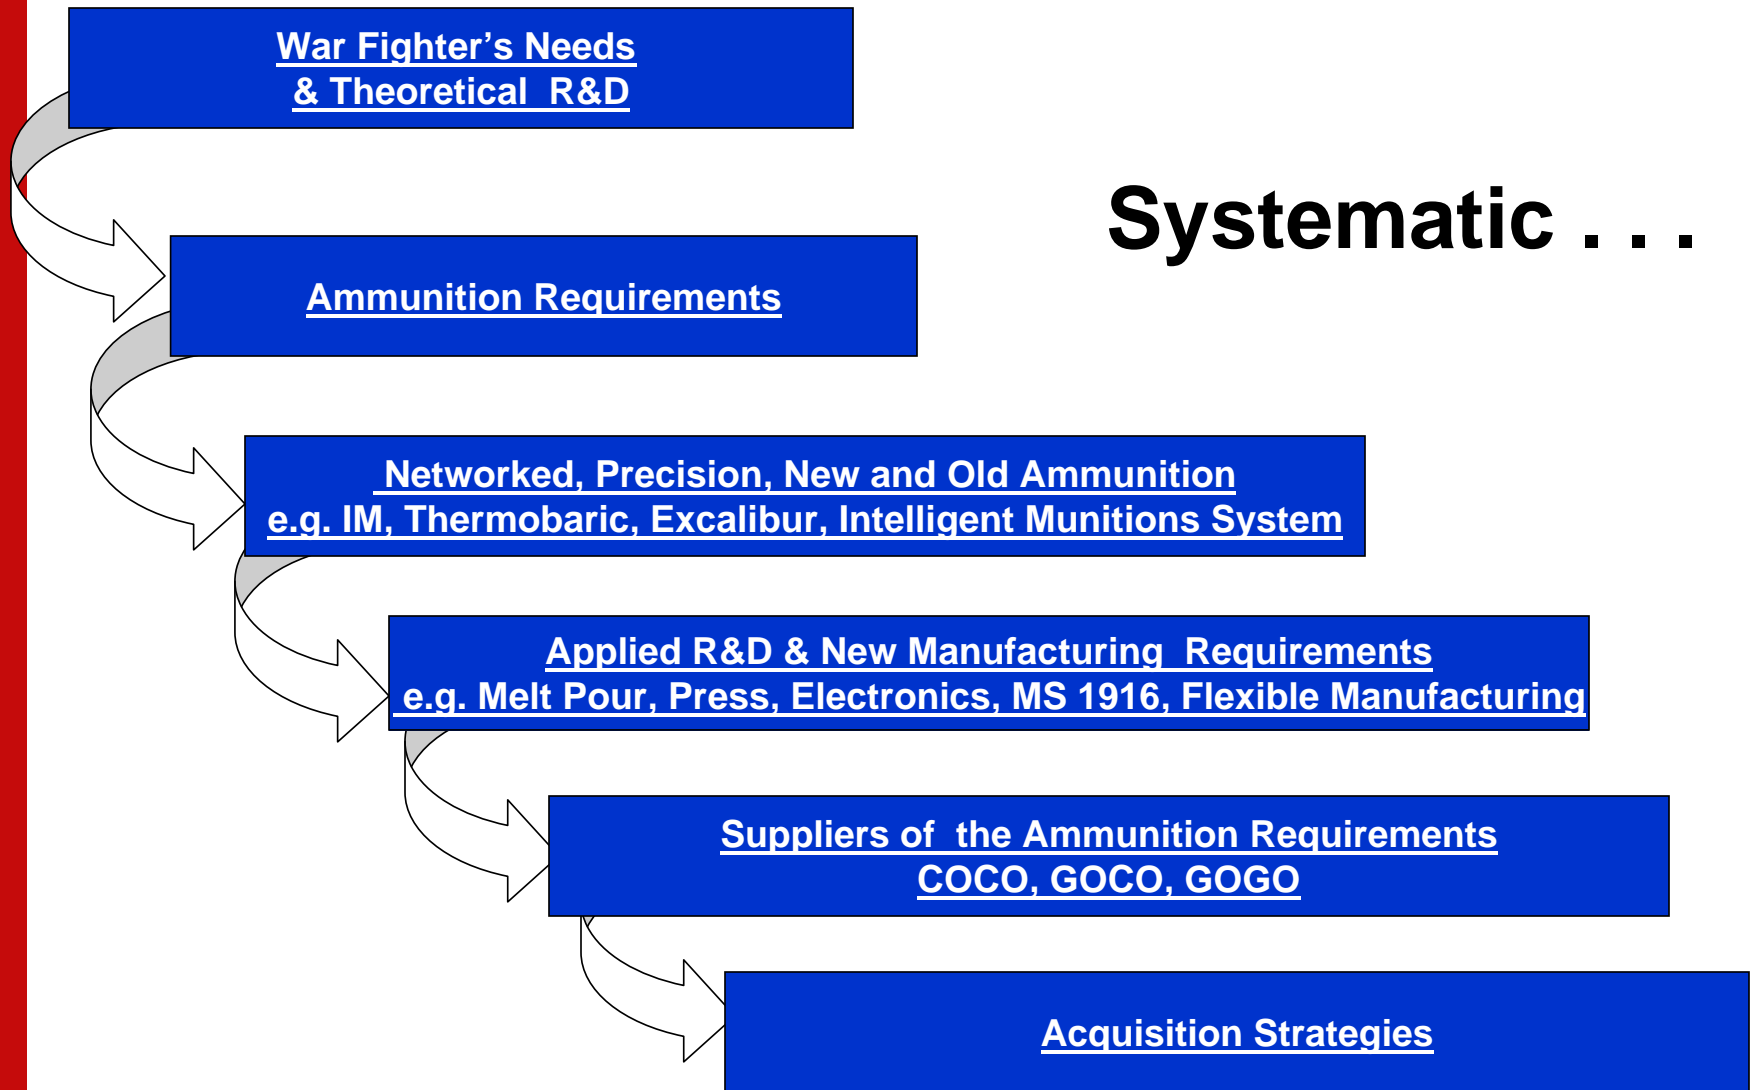 War Fighter’s Needs
& Theoretical R&D
Systematic . . .
Ammunition Requirements
Networked, Precision, New and Old Ammunition
e.g. IM, Thermobaric, Excalibur, Intelligent Munitions System
Applied R&D & New Manufacturing Requirements
e.g. Melt Pour, Press, Electronics, MS 1916, Flexible Manufacturing
Suppliers of the Ammunition Requirements
COCO, GOCO, GOGO
Acquisition Strategies